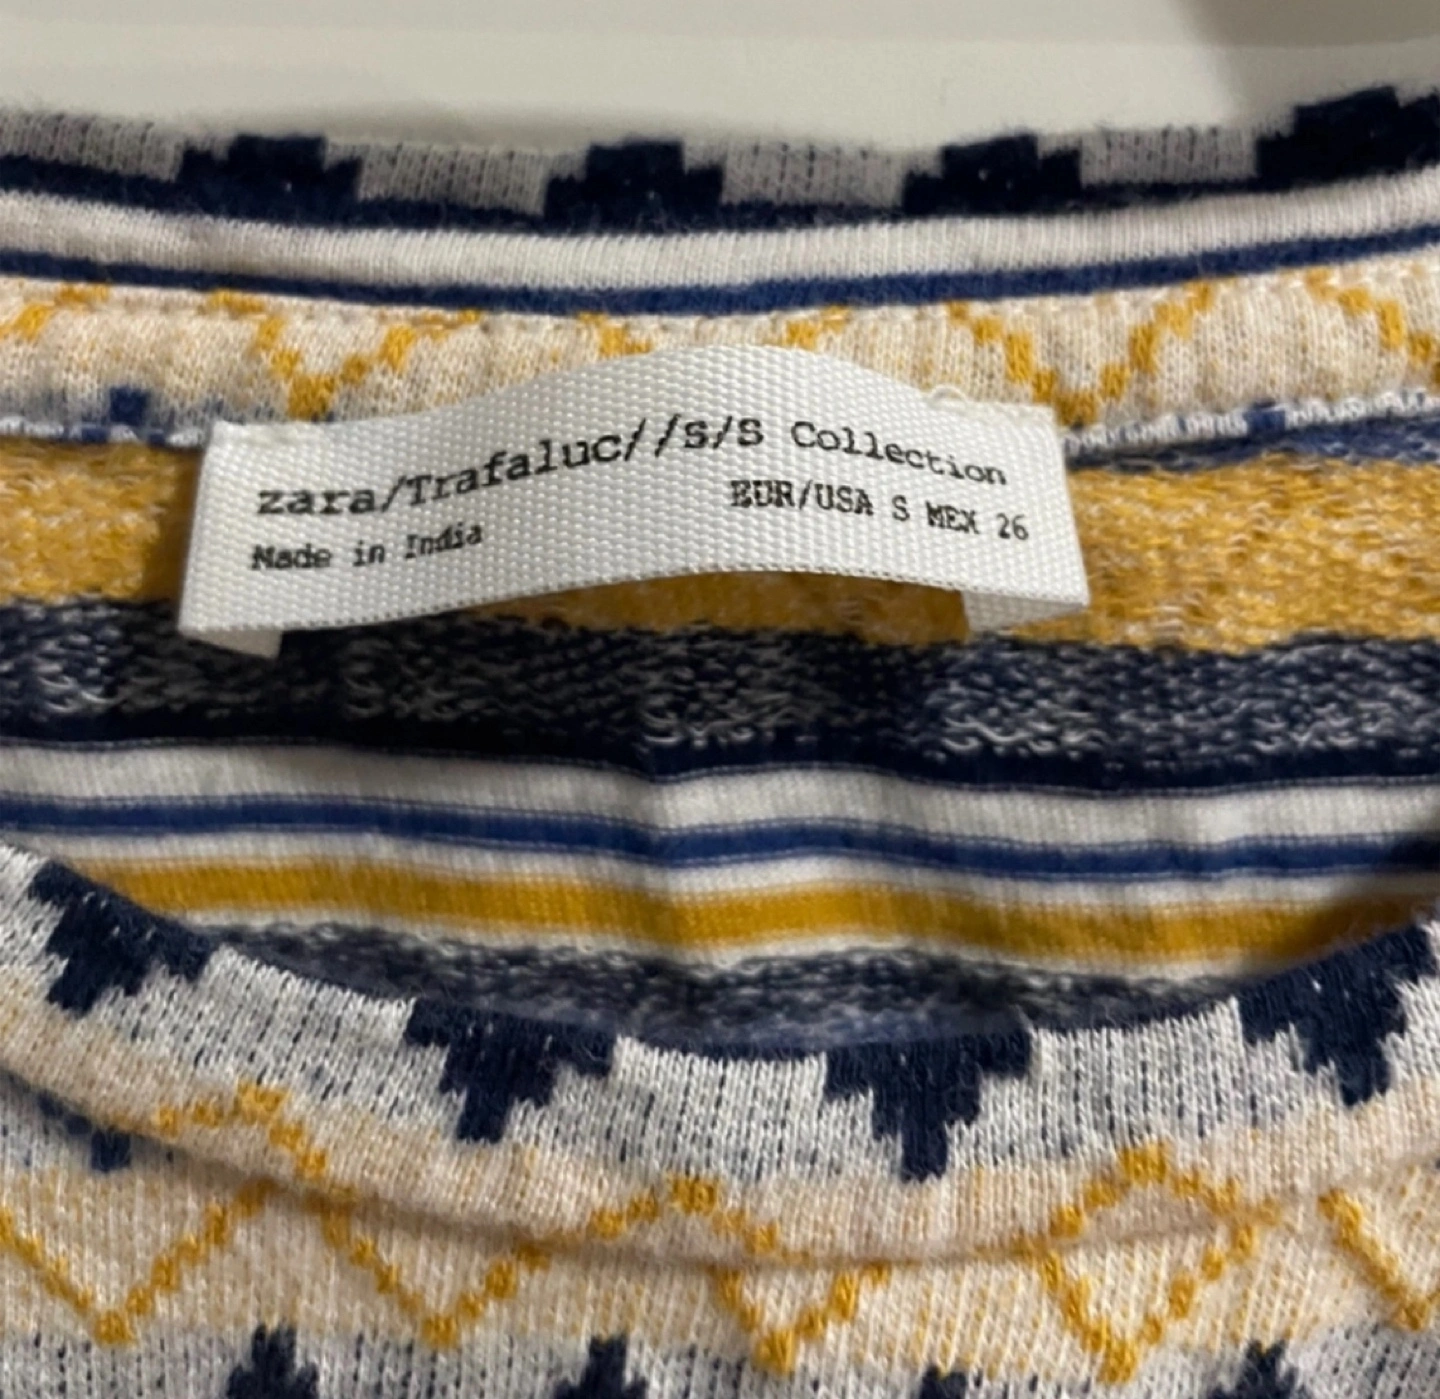 zara/Trafaluc//s/s Collection
EUR/USA S MEX 26
Made in India